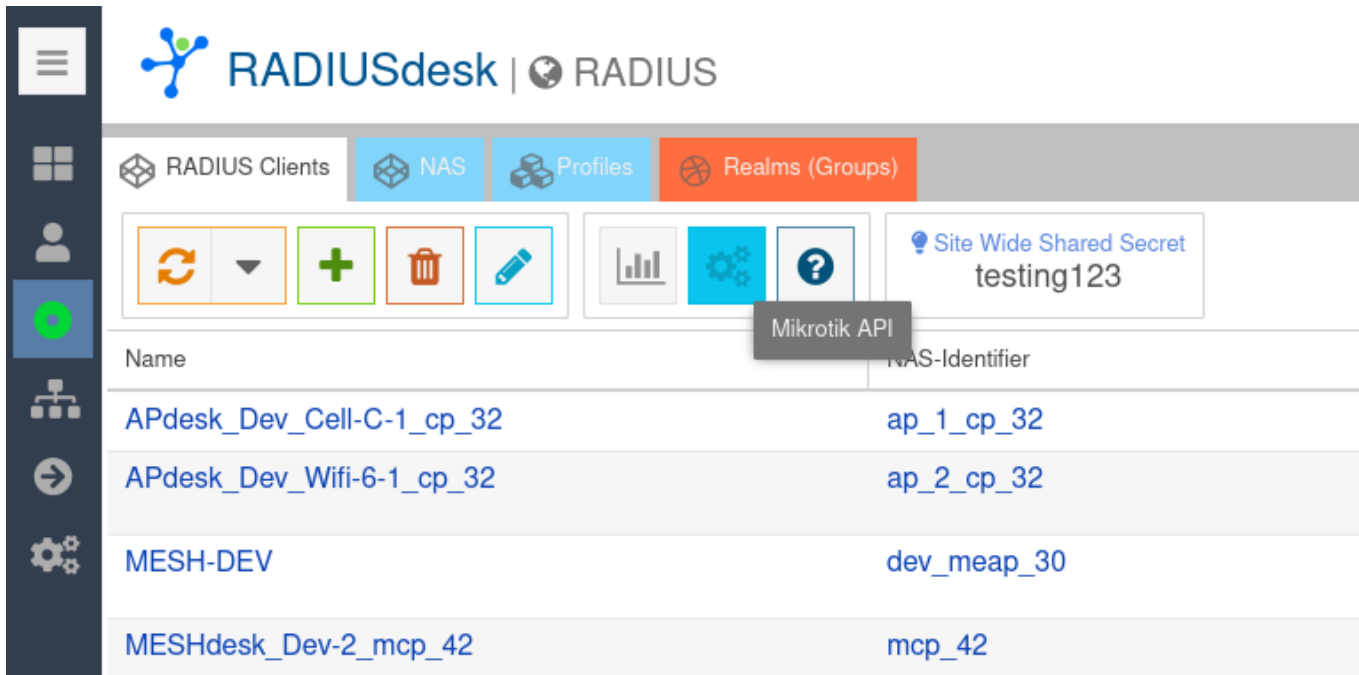 RADIUSdesk | RADIUS
RADIUS Clients NAS Profiles Realms (Groups)
Site Wide Shared Secret
testing123
Mikrotik API
Name NAS-Identifier
APdesk_Dev_Cell-C-1_cp_32 ap_1_cp_32
APdesk_Dev_Wifi-6-1_cp_32 ap_2_cp_32
MESH-DEV dev_meap_30
MESHdesk_Dev-2_mcp_42 mcp_42